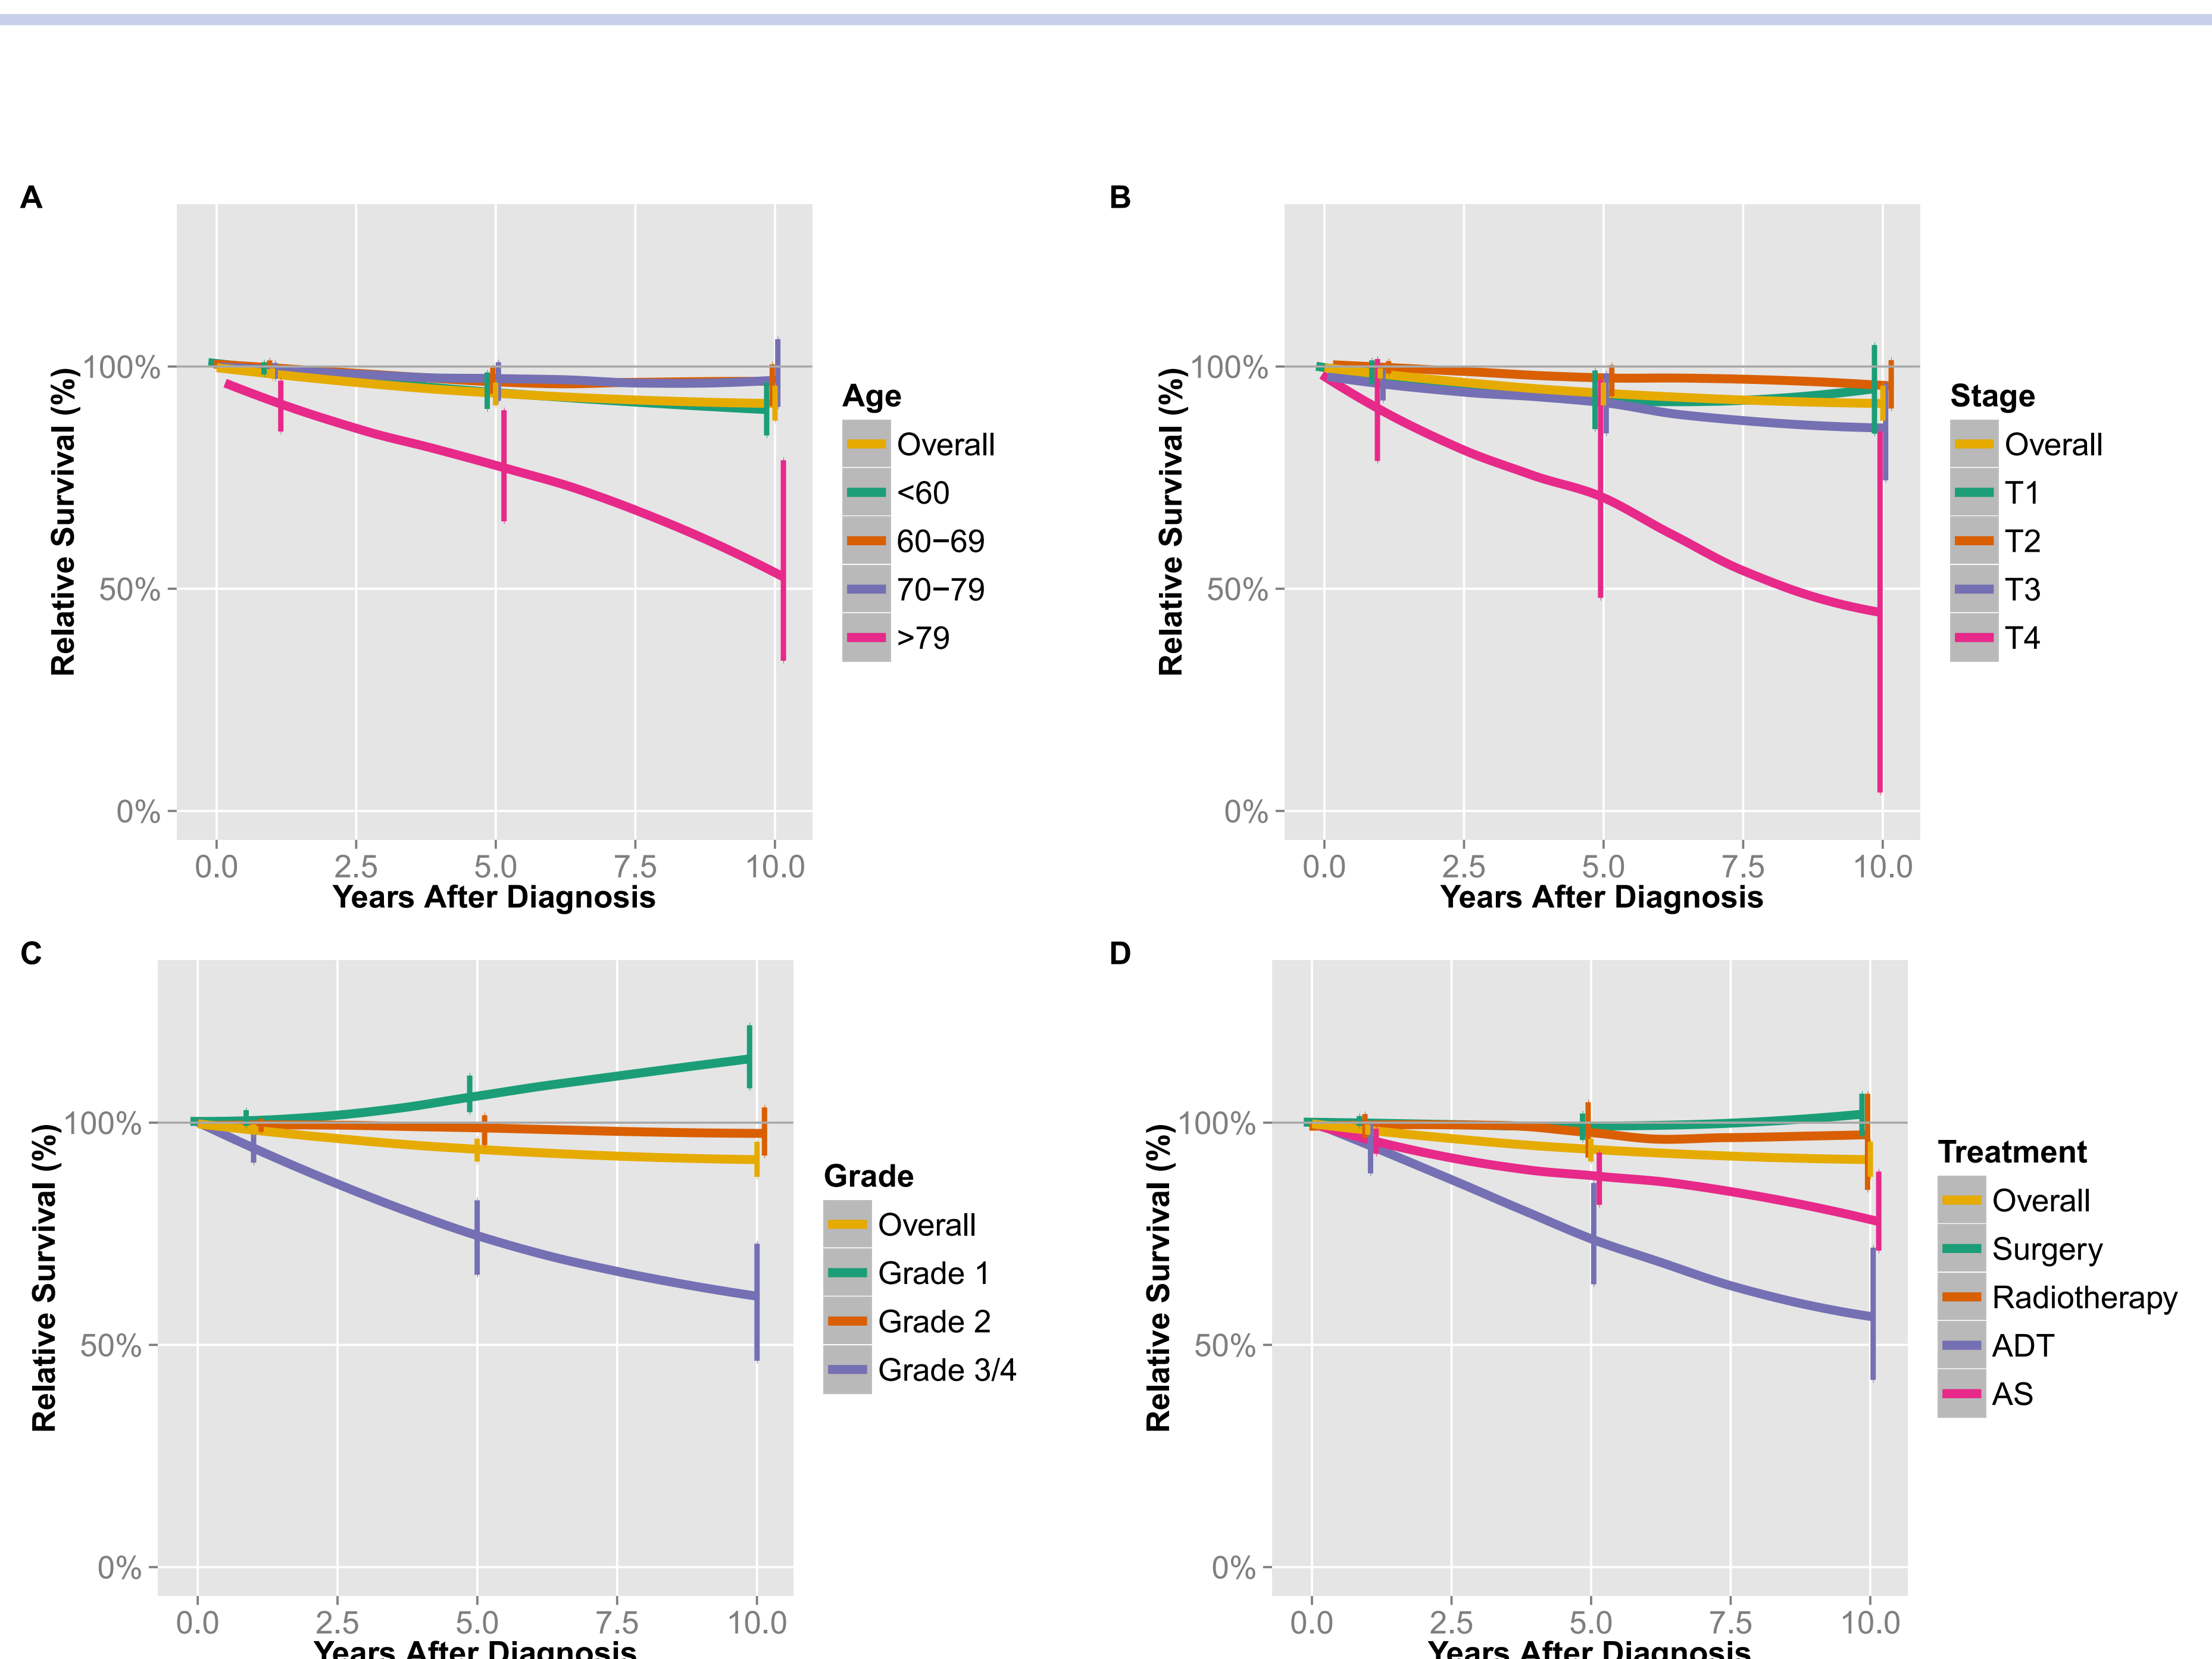 A
Relative Survival (%)
100%
50%
0%
0.0 2.5 5.0 7.5 10.0
Years After Diagnosis
Age
Overall
<60
60−69
70−79
>79
B
Relative Survival (%)
100%
50%
0%
0.0 2.5 5.0 7.5 10.0
Years After Diagnosis
Stage
Overall
T1
T2
T3
T4
C
Relative Survival (%)
100%
50%
0%
0.0 2.5 5.0 7.5 10.0
Years After Diagnosis
Grade
Overall
Grade 1
Grade 2
Grade 3/4
D
Relative Survival (%)
100%
50%
0%
0.0 2.5 5.0 7.5 10.0
Years After Diagnosis
Treatment
Overall
Surgery
Radiotherapy
ADT
AS